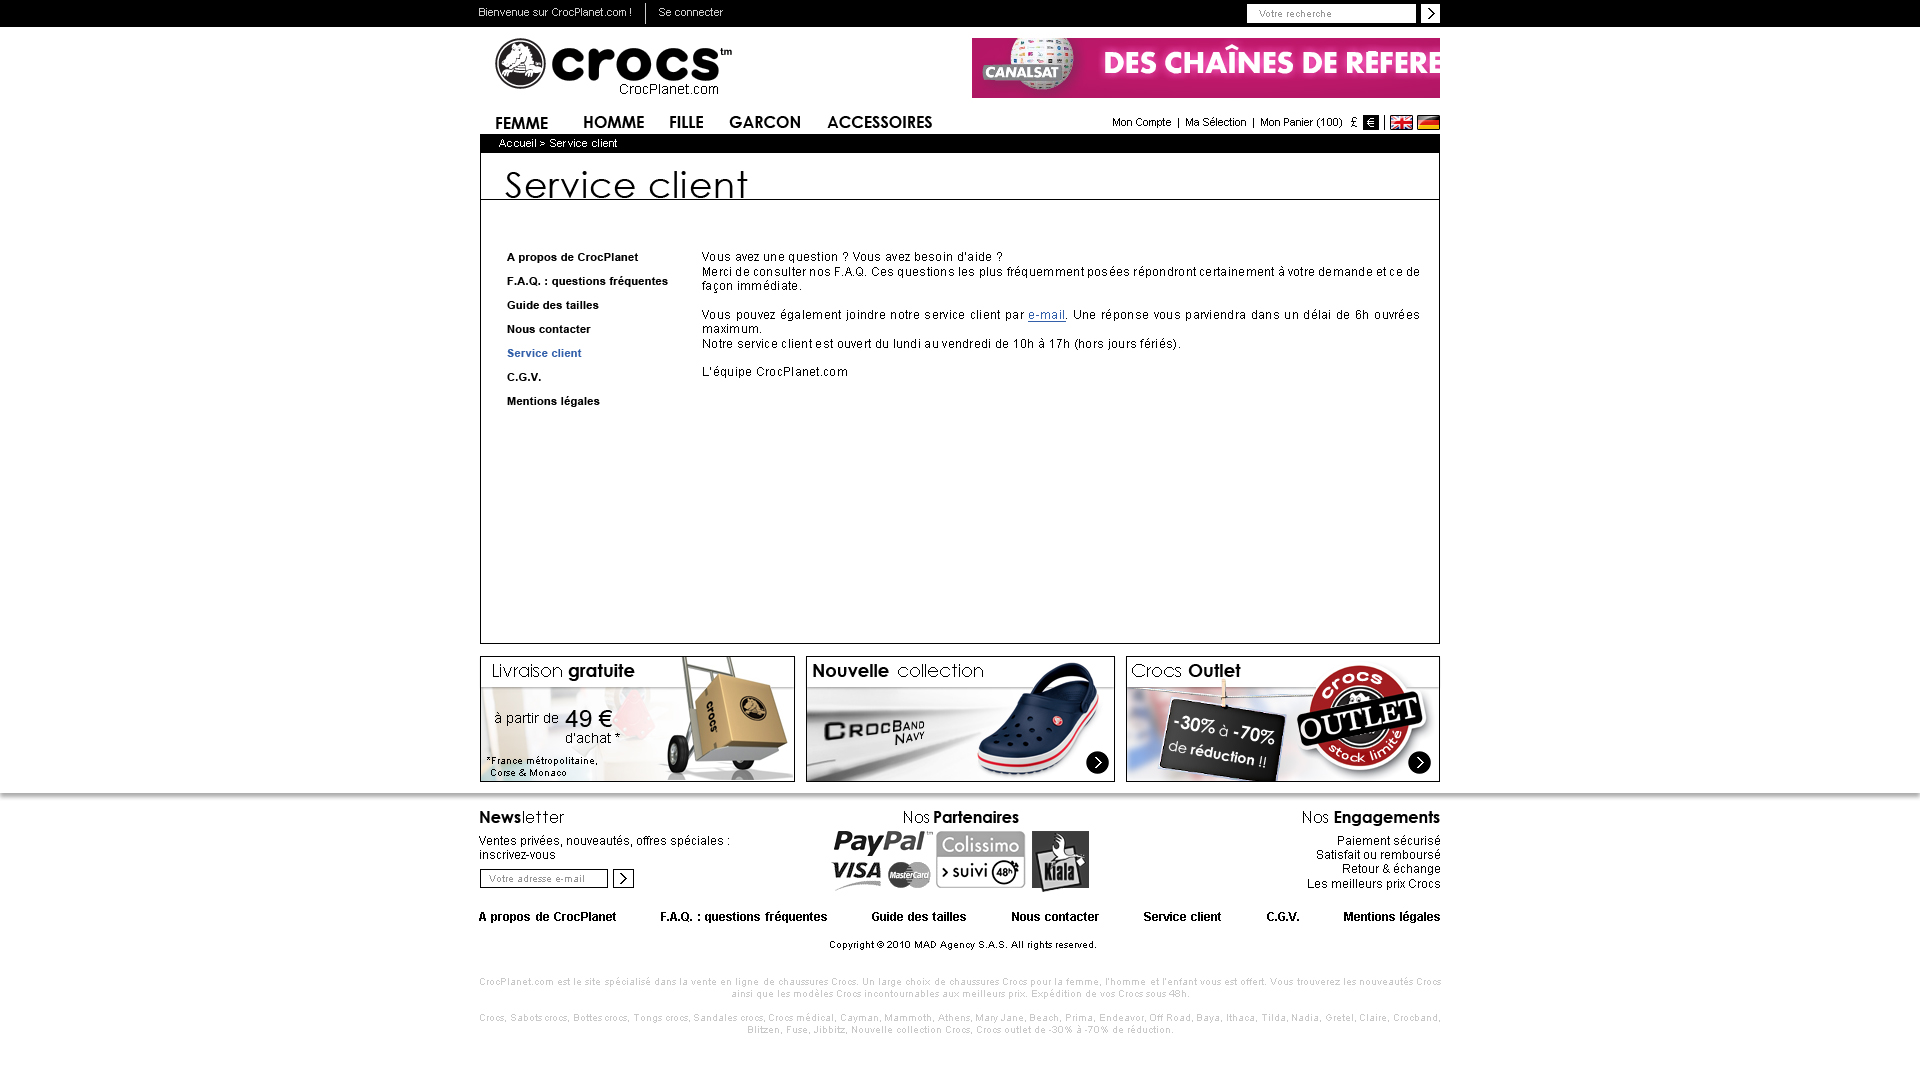 Bienvenue sur CrocPlanet.com !
Se connecter
Votre recherche
crocs™
CrocPlanet.com
CANALSAT
DES CHAÎNES DE RÉFÉRE
FEMME HOMME FILLE GARCON ACCESSOIRES
Mon Compte | Ma Sélection | Mon Panier (100) £ €
Accueil > Service client
Service client
A propos de CrocPlanet
F.A.Q. : questions fréquentes
Guide des tailles
Nous contacter
Service client
C.G.V.
Mentions légales
Vous avez une question ? Vous avez besoin d'aide ?
Merci de consulter nos F.A.Q. Ces questions les plus fréquemment posées répondront certainement à votre demande et ce de
façon immédiate.
Vous pouvez également joindre notre service client par e-mail. Une réponse vous parviendra dans un délai de 6h ouvrées
maximum.
Notre service client est ouvert du lundi au vendredi de 10h à 17h (hors jours fériés).
L'équipe CrocPlanet.com
Livraison gratuite
à partir de 49 €
d'achat *
*France métropolitaine,
Corse & Monaco
crocs
Nouvelle collection
CROCBAND
NAVY
Crocs Outlet
-30% à -70%
de réduction !!
crocs
OUTLET
stock limité
Newsletter
Ventes privées, nouveautés, offres spéciales :
inscrivez-vous
Votre adresse e-mail
Nos Partenaires
PayPal™
VISA
MasterCard
Colissimo
> suivi 48h
Kiala
Nos Engagements
Paiement sécurisé
Satisfait ou remboursé
Retour & échange
Les meilleurs prix Crocs
A propos de CrocPlanet F.A.Q. : questions fréquentes Guide des tailles Nous contacter Service client C.G.V. Mentions légales
Copyright © 2010 MAD Agency S.A.S. All rights reserved.
CrocPlanet.com est le site spécialisé dans la vente en ligne de chaussures Crocs. Un large choix de chaussures Crocs pour la femme, l'homme et l'enfant vous est offert. Vous trouverez les nouveautés Crocs
ainsi que les modèles Crocs incontournables aux meilleurs prix. Expédition de vos Crocs sous 48h.
Crocs, Sabots crocs, Bottes crocs, Tongs crocs, Sandales crocs, Crocs médical, Cayman, Mammoth, Athens, Mary Jane, Beach, Prima, Endeavor, Off Road, Baya, Ithaca, Tilda, Nadia, Gretel, Claire, Crocband,
Blitzen, Fuse, Jibbitz, Nouvelle collection Crocs, Crocs outlet de -30% à -70% de réduction.